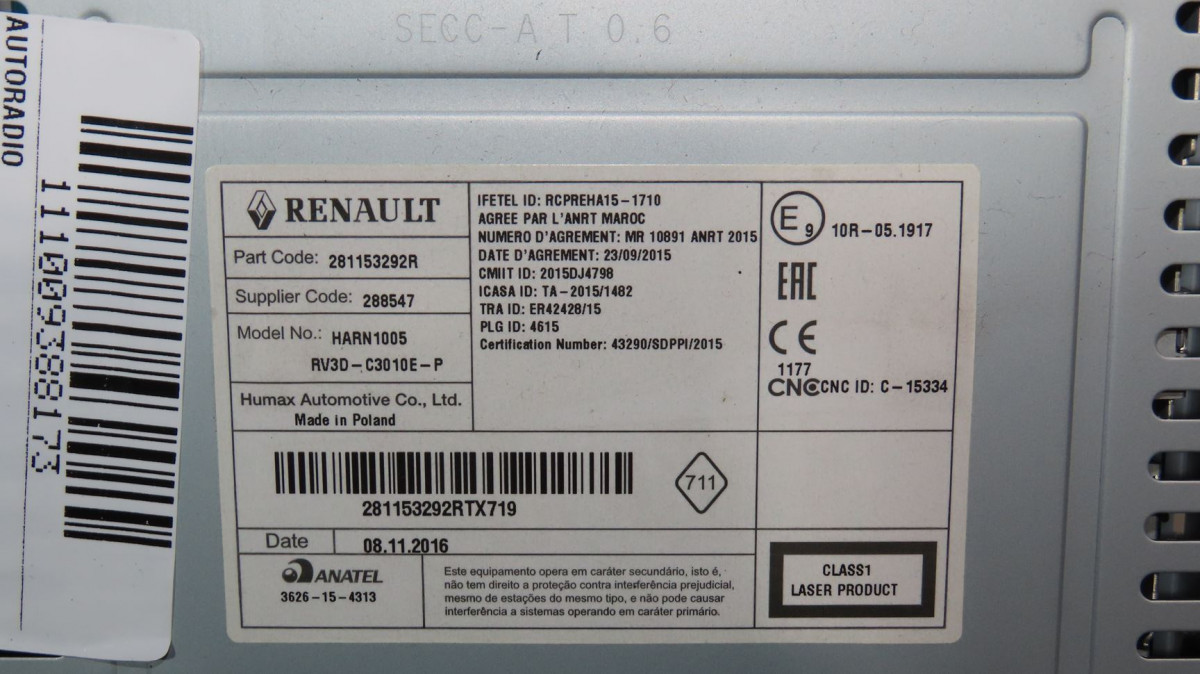 SECC-A T 0.6
AUTORADIO
1110093881​73
RENAULT
Part Code: 281153292R
Supplier Code: 288547
Model No.: HARN1005
RV3D-C3010E-P
Humax Automotive Co., Ltd.
Made in Poland
IFETEL ID: RCPREHA15-1710
AGREE PAR L'ANRT MAROC
NUMERO D'AGREMENT: MR 10891 ANRT 2015
DATE D'AGREMENT: 23/09/2015
CMIIT ID: 2015DJ4798
ICASA ID: TA-2015/1482
TRA ID: ER42428/15
PLG ID: 4615
Certification Number: 43290/SDPPI/2015
E9 10R-05.1917
EAC
CE
1177
CNC CNC ID: C-15334
281153292RTX719
711
Date 08.11.2016
ANATEL
3626-15-4313
Este equipamento opera em caráter secundário, isto é,
não tem direito a proteção contra interferência prejudicial,
mesmo de estações do mesmo tipo, e não pode causar
interferência a sistemas operando em caráter primário.
CLASS1
LASER PRODUCT